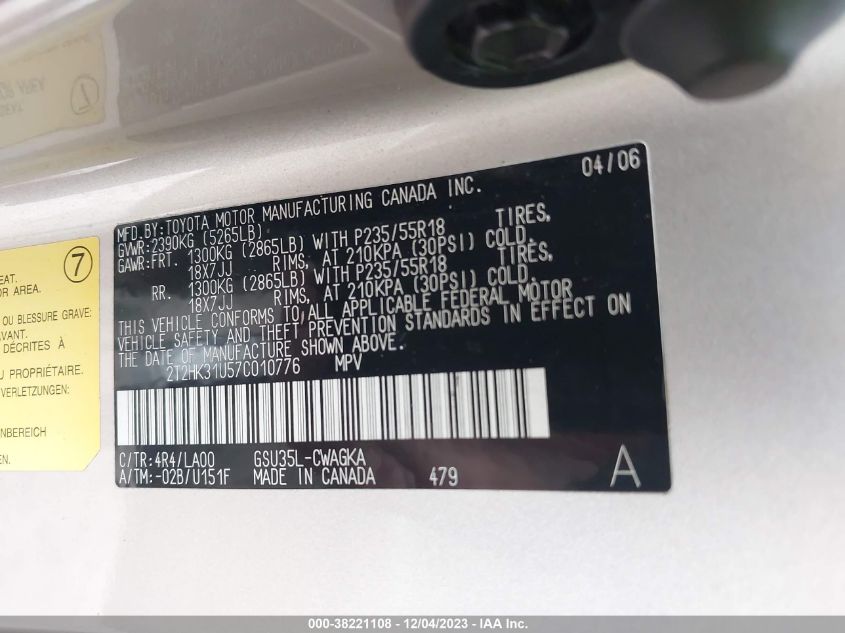 04/06
MFD.BY:TOYOTA MOTOR MANUFACTURING CANADA INC.
GVWR:2390KG (5265LB)
GAWR:FRT. 1300KG (2865LB) WITH P235/55R18 TIRES,
18X7JJ RIMS, AT 210KPA (30PSI) COLD.
RR. 1300KG (2865LB) WITH P235/55R18 TIRES,
18X7JJ RIMS, AT 210KPA (30PSI) COLD.
THIS VEHICLE CONFORMS TO ALL APPLICABLE FEDERAL MOTOR
VEHICLE SAFETY AND THEFT PREVENTION STANDARDS IN EFFECT ON
THE DATE OF MANUFACTURE SHOWN ABOVE.
2T2HK31U57C010776 MPV
C/TR:4R4/LA00 GSU35L-CWAGKA
A/TM:-02B/U151F MADE IN CANADA 479 A
7
EAT.
OR AREA.
OU BLESSURE GRAVE:
AVANT.
DÉCRITES À
DU PROPRIÉTAIRE.
VERLETZEN.
NBEREICH
EN.
000-38221108 - 12/04/2023 - IAA Inc.